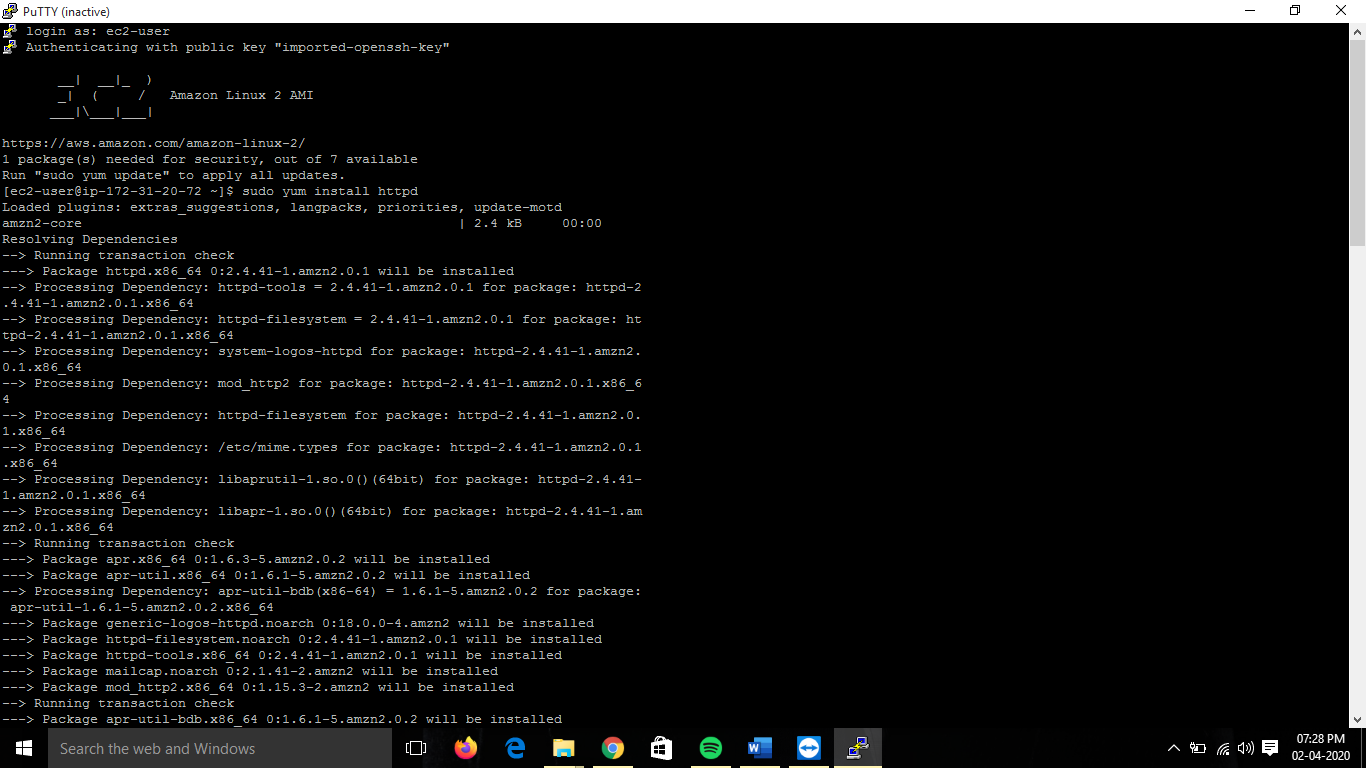 PuTTY (inactive)
login as: ec2-user
Authenticating with public key "imported-openssh-key"
__|  __|_  )
_|  (     /   Amazon Linux 2 AMI
___|\___|___|
https://aws.amazon.com/amazon-linux-2/
1 package(s) needed for security, out of 7 available
Run "sudo yum update" to apply all updates.
[ec2-user@ip-172-31-20-72 ~]$ sudo yum install httpd
Loaded plugins: extras_suggestions, langpacks, priorities, update-motd
amzn2-core                                               | 2.4 kB     00:00
Resolving Dependencies
--> Running transaction check
---> Package httpd.x86_64 0:2.4.41-1.amzn2.0.1 will be installed
--> Processing Dependency: httpd-tools = 2.4.41-1.amzn2.0.1 for package: httpd-2
.4.41-1.amzn2.0.1.x86_64
--> Processing Dependency: httpd-filesystem = 2.4.41-1.amzn2.0.1 for package: ht
tpd-2.4.41-1.amzn2.0.1.x86_64
--> Processing Dependency: system-logos-httpd for package: httpd-2.4.41-1.amzn2.
0.1.x86_64
--> Processing Dependency: mod_http2 for package: httpd-2.4.41-1.amzn2.0.1.x86_6
4
--> Processing Dependency: httpd-filesystem for package: httpd-2.4.41-1.amzn2.0.
1.x86_64
--> Processing Dependency: /etc/mime.types for package: httpd-2.4.41-1.amzn2.0.1
.x86_64
--> Processing Dependency: libaprutil-1.so.0()(64bit) for package: httpd-2.4.41-
1.amzn2.0.1.x86_64
--> Processing Dependency: libapr-1.so.0()(64bit) for package: httpd-2.4.41-1.am
zn2.0.1.x86_64
--> Running transaction check
---> Package apr.x86_64 0:1.6.3-5.amzn2.0.2 will be installed
---> Package apr-util.x86_64 0:1.6.1-5.amzn2.0.2 will be installed
--> Processing Dependency: apr-util-bdb(x86-64) = 1.6.1-5.amzn2.0.2 for package:
 apr-util-1.6.1-5.amzn2.0.2.x86_64
---> Package generic-logos-httpd.noarch 0:18.0.0-4.amzn2 will be installed
---> Package httpd-filesystem.noarch 0:2.4.41-1.amzn2.0.1 will be installed
---> Package httpd-tools.x86_64 0:2.4.41-1.amzn2.0.1 will be installed
---> Package mailcap.noarch 0:2.1.41-2.amzn2 will be installed
---> Package mod_http2.x86_64 0:1.15.3-2.amzn2 will be installed
--> Running transaction check
---> Package apr-util-bdb.x86_64 0:1.6.1-5.amzn2.0.2 will be installed
Search the web and Windows
07:28 PM
02-04-2020